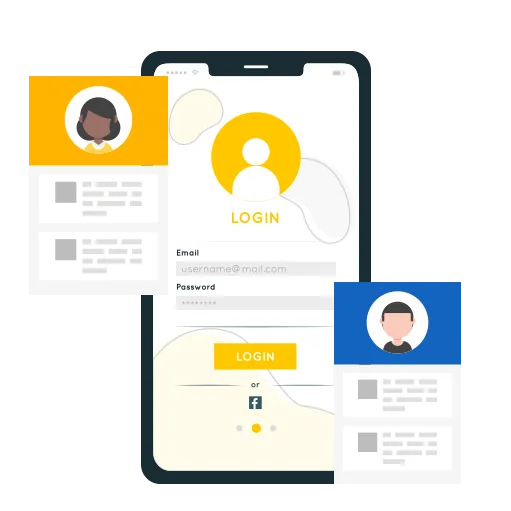 LOGIN
Email
username@mail.com
Password
********
LOGIN
or